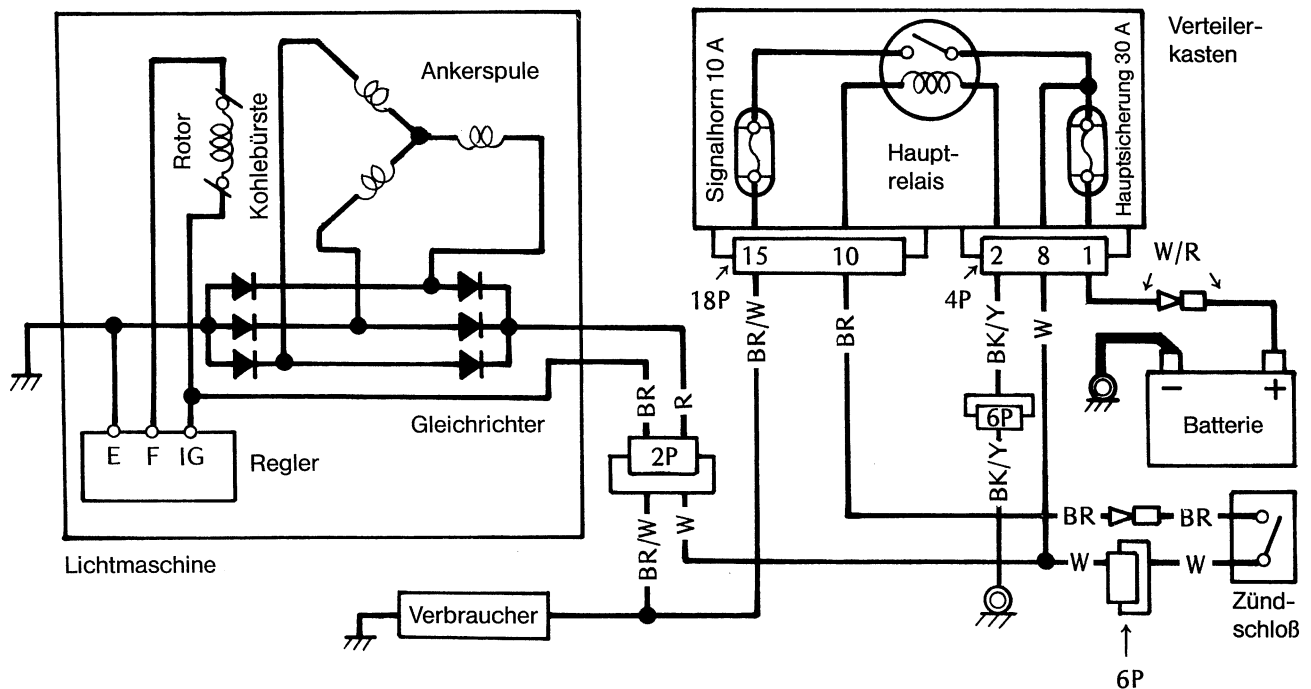 Ankerspule
Rotor
Kohlebürste
Gleichrichter
E F IG
Regler
Lichtmaschine
BR
R
2P
BR/W
W
Verbraucher
Verteiler-
kasten
Signalhorn 10 A
Haupt-
relais
Hauptsicherung 30 A
15 10
2 8 1
18P
4P
W/R
BR/W
BR
BK/Y
W
6P
BK/Y
− +
Batterie
BR BR
W W
Zünd-
schloß
6P